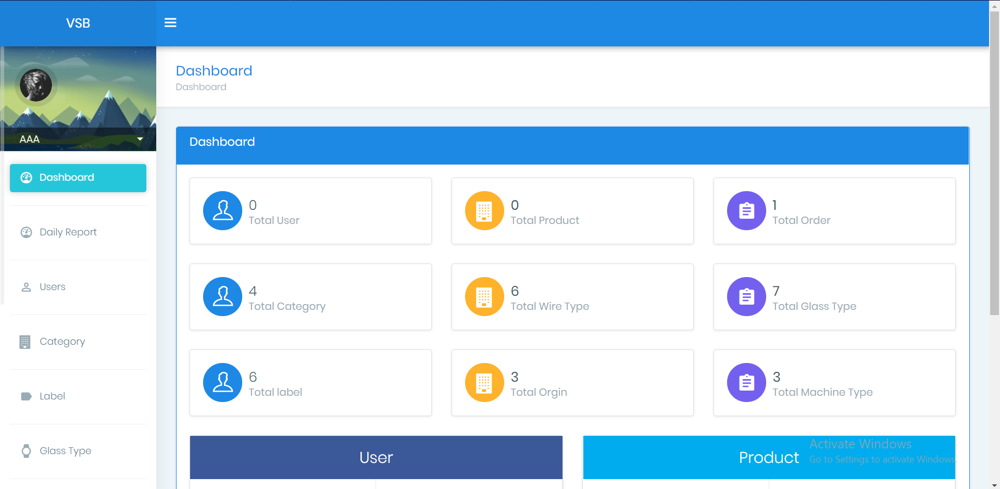 VSB
AAA
Dashboard
Daily Report
Users
Category
Label
Glass Type
Dashboard
Dashboard
Dashboard
0
Total User
0
Total Product
1
Total Order
4
Total Category
6
Total Wire Type
7
Total Glass Type
6
Total label
3
Total Orgin
3
Total Machine Type
User
Product
Activate Windows
Go to Settings to activate Windows.